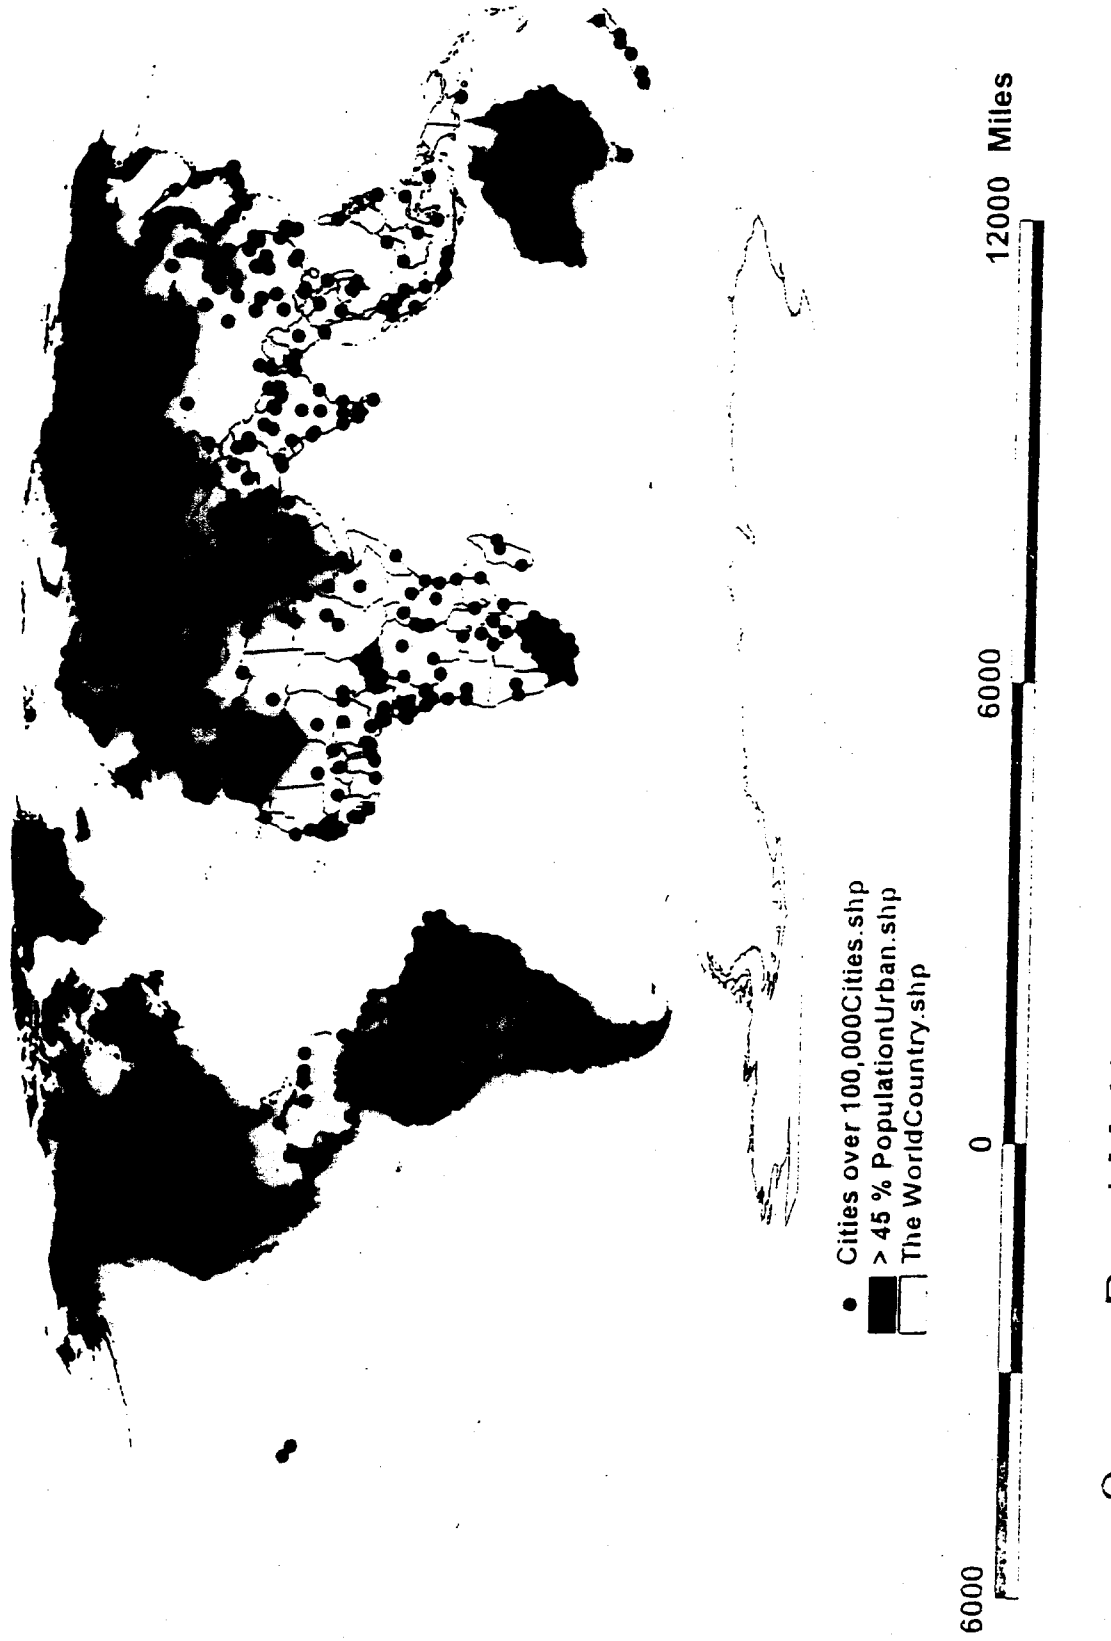 Cities over 100,000Cities.shp
> 45 % PopulationUrban.shp
The WorldCountry.shp
6000
0
6000
12000 Miles